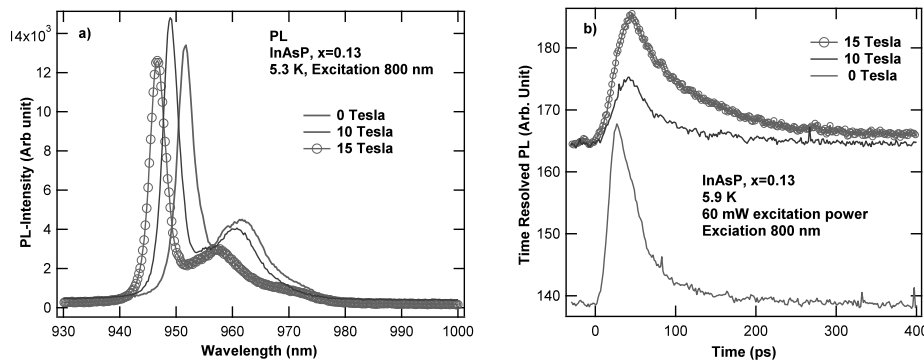 a)
PL
InAsP, x=0.13
5.3 K, Excitation 800 nm
0 Tesla
10 Tesla
15 Tesla
14x10³
12
10
8
6
4
2
0
PL-Intensity (Arb unit)
930 940 950 960 970 980 990 1000
Wavelength (nm)
b)
15 Tesla
10 Tesla
0 Tesla
InAsP, x=0.13
5.9 K
60 mW excitation power
Exciation 800 nm
180
170
160
150
140
Time Resolved PL (Arb. Unit)
0 100 200 300 400
Time (ps)